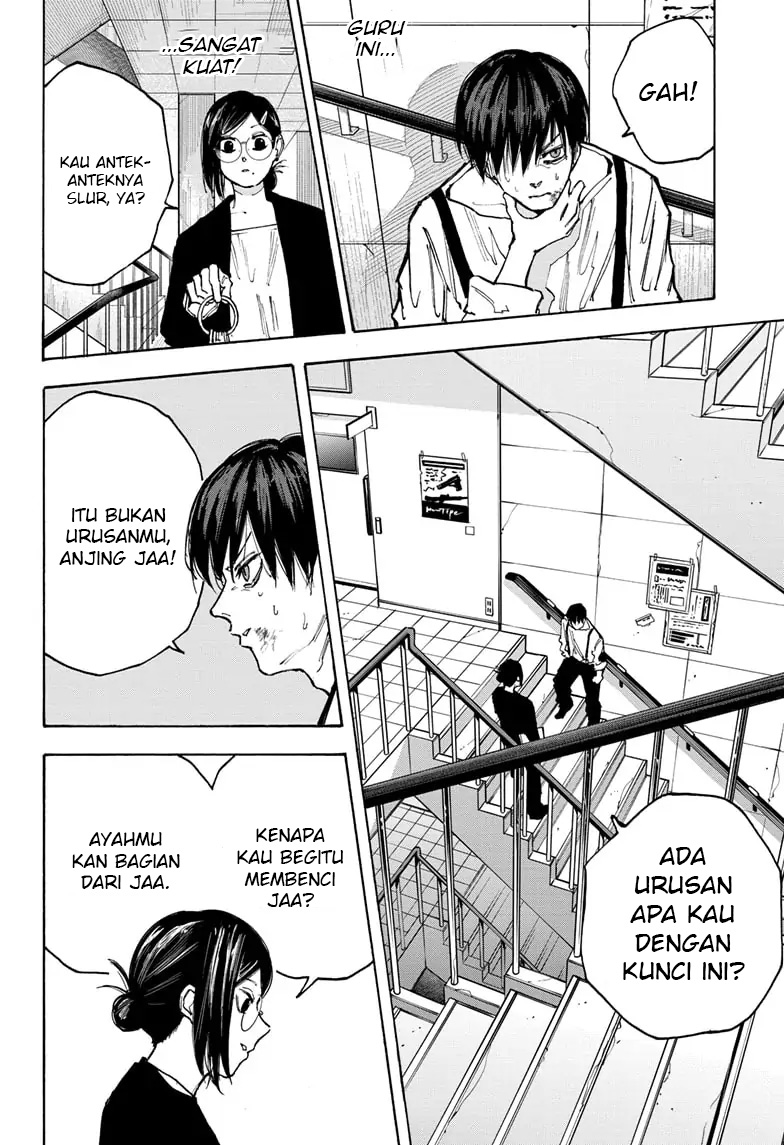 GAH!
GURU
INI...
...SANGAT
KUAT!
KAU ANTEK-
ANTEKNYA
SLUR, YA?
ADA
URUSAN
APA KAU
DENGAN
KUNCI INI?
ITU BUKAN
URUSANMU,
ANJING JAA!
KENAPA
KAU BEGITU
MEMBENCI
JAA?
AYAHMU
KAN BAGIAN
DARI JAA.